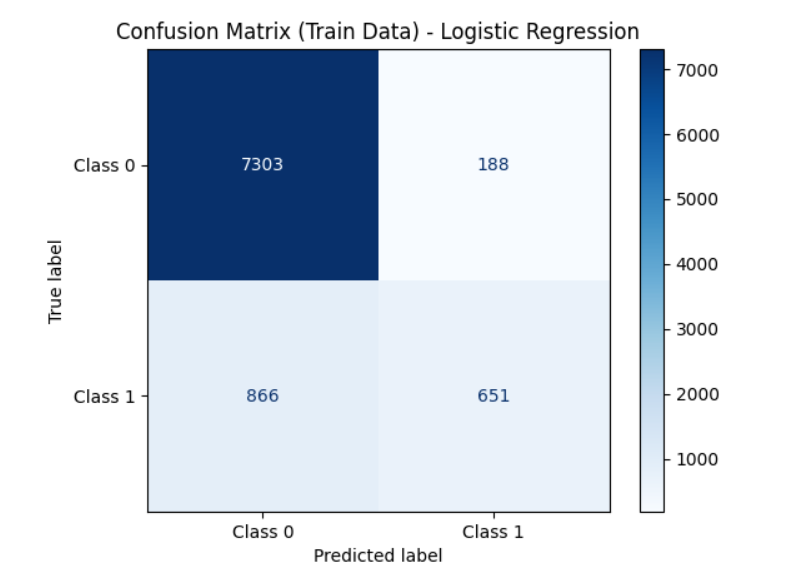 Confusion Matrix (Train Data) - Logistic Regression
True label
Class 0
7303
188
Class 1
866
651
Class 0
Class 1
Predicted label
7000
6000
5000
4000
3000
2000
1000